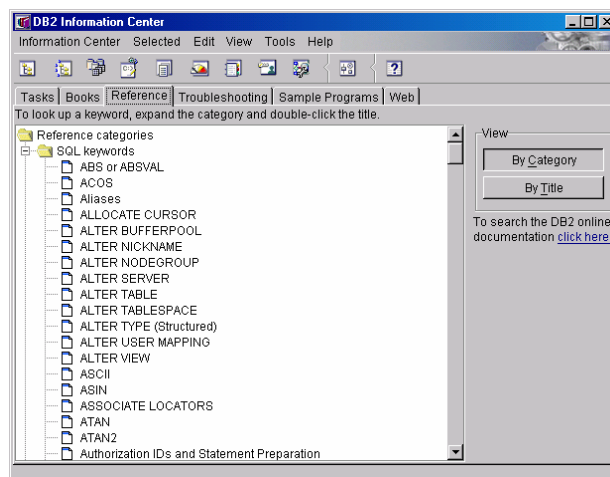 DB2 Information Center
Information Center Selected Edit View Tools Help
Tasks Books Reference Troubleshooting Sample Programs Web
To look up a keyword, expand the category and double-click the title.
Reference categories
SQL keywords
ABS or ABSVAL
ACOS
Aliases
ALLOCATE CURSOR
ALTER BUFFERPOOL
ALTER NICKNAME
ALTER NODEGROUP
ALTER SERVER
ALTER TABLE
ALTER TABLESPACE
ALTER TYPE (Structured)
ALTER USER MAPPING
ALTER VIEW
ASCII
ASIN
ASSOCIATE LOCATORS
ATAN
ATAN2
Authorization IDs and Statement Preparation
View
By Category
By Title
To search the DB2 online
documentation click here